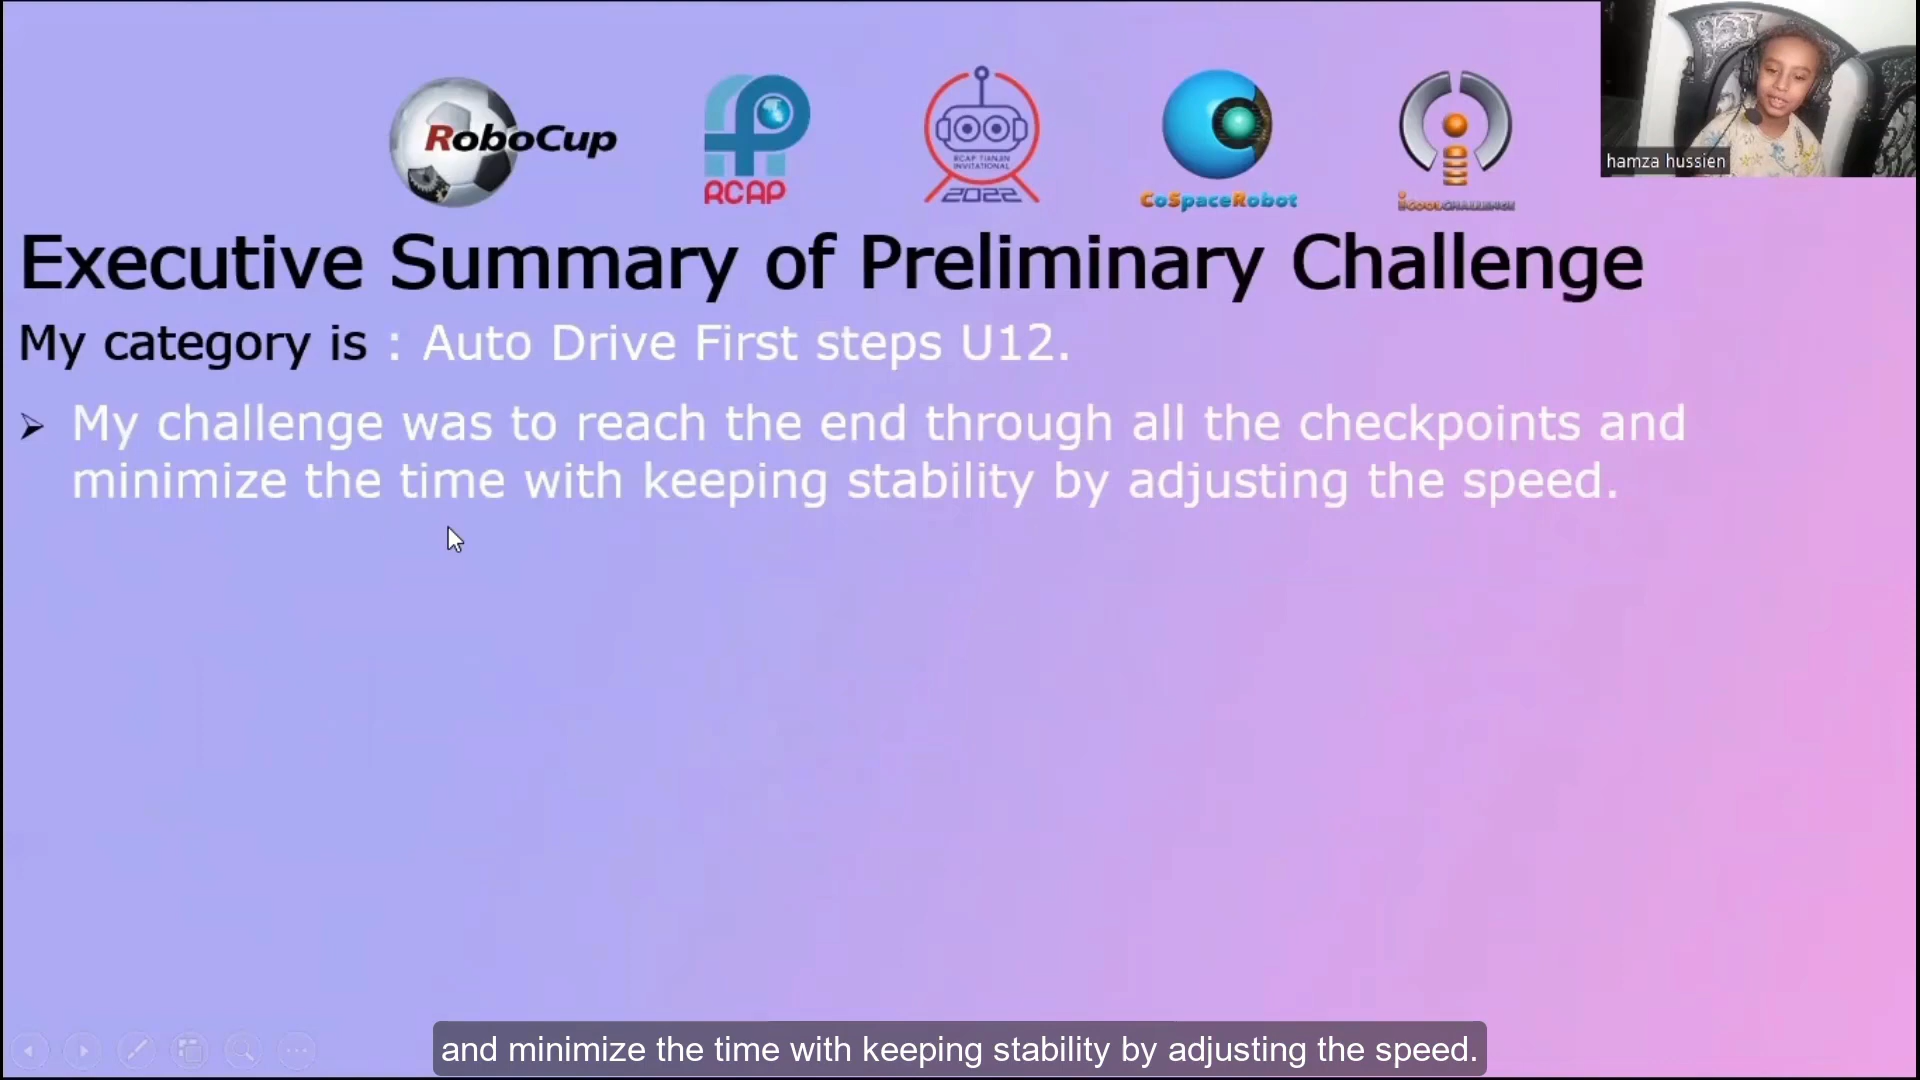 RoboCup
RCAP
RCAP TIANJIN
INVITATIONAL
2022
CoSpaceRobot
iCOOLCHALLENGE
hamza hussien
Executive Summary of Preliminary Challenge
My category is : Auto Drive First steps U12.
My challenge was to reach the end through all the checkpoints and
minimize the time with keeping stability by adjusting the speed.
and minimize the time with keeping stability by adjusting the speed.